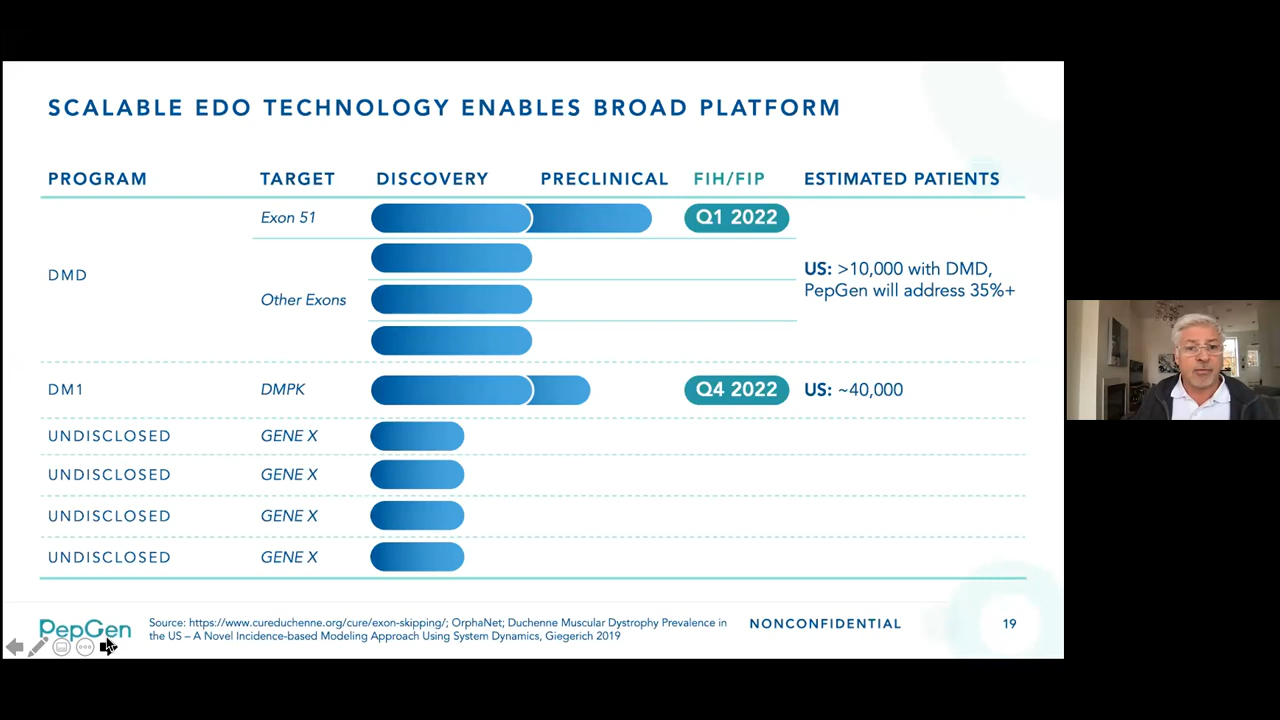 SCALABLE EDO TECHNOLOGY ENABLES BROAD PLATFORM
PROGRAM TARGET DISCOVERY PRECLINICAL FIH/FIP ESTIMATED PATIENTS
Exon 51 Q1 2022
DMD
Other Exons
US: >10,000 with DMD,
PepGen will address 35%+
DM1 DMPK Q4 2022 US: ~40,000
UNDISCLOSED GENE X
UNDISCLOSED GENE X
UNDISCLOSED GENE X
UNDISCLOSED GENE X
PepGen
Source: https://www.cureduchenne.org/cure/exon-skipping/; OrphaNet; Duchenne Muscular Dystrophy Prevalence in
the US – A Novel Incidence-based Modeling Approach Using System Dynamics, Giegerich 2019
NONCONFIDENTIAL
19